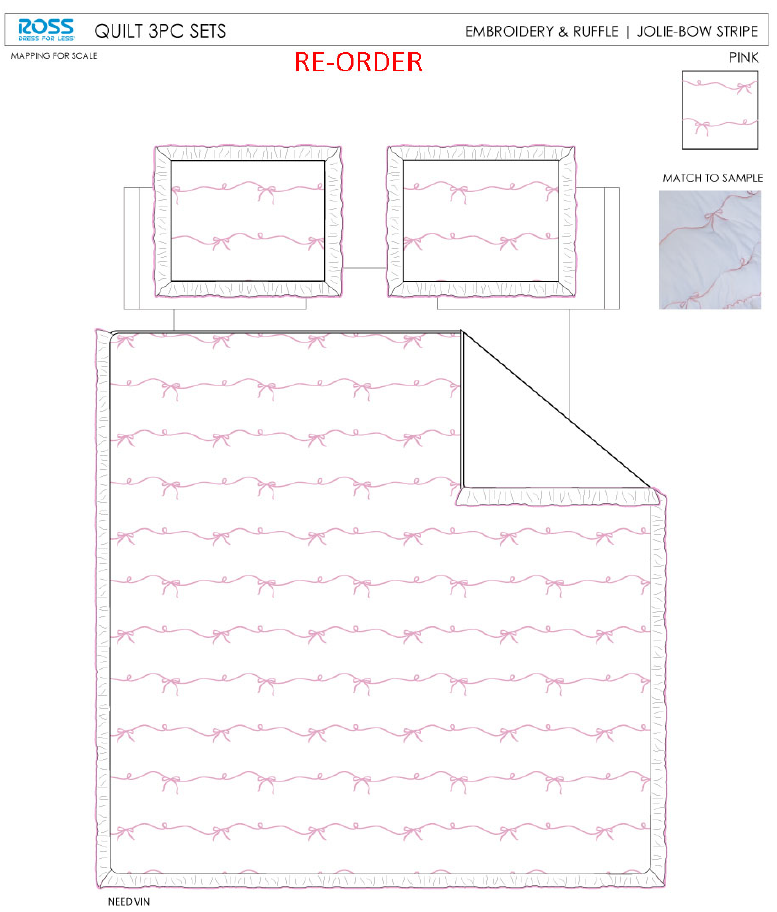 ROSS
DRESS FOR LESS
QUILT 3PC SETS
EMBROIDERY & RUFFLE | JOLIE-BOW STRIPE
MAPPING FOR SCALE
RE-ORDER
PINK
MATCH TO SAMPLE
NEED VIN